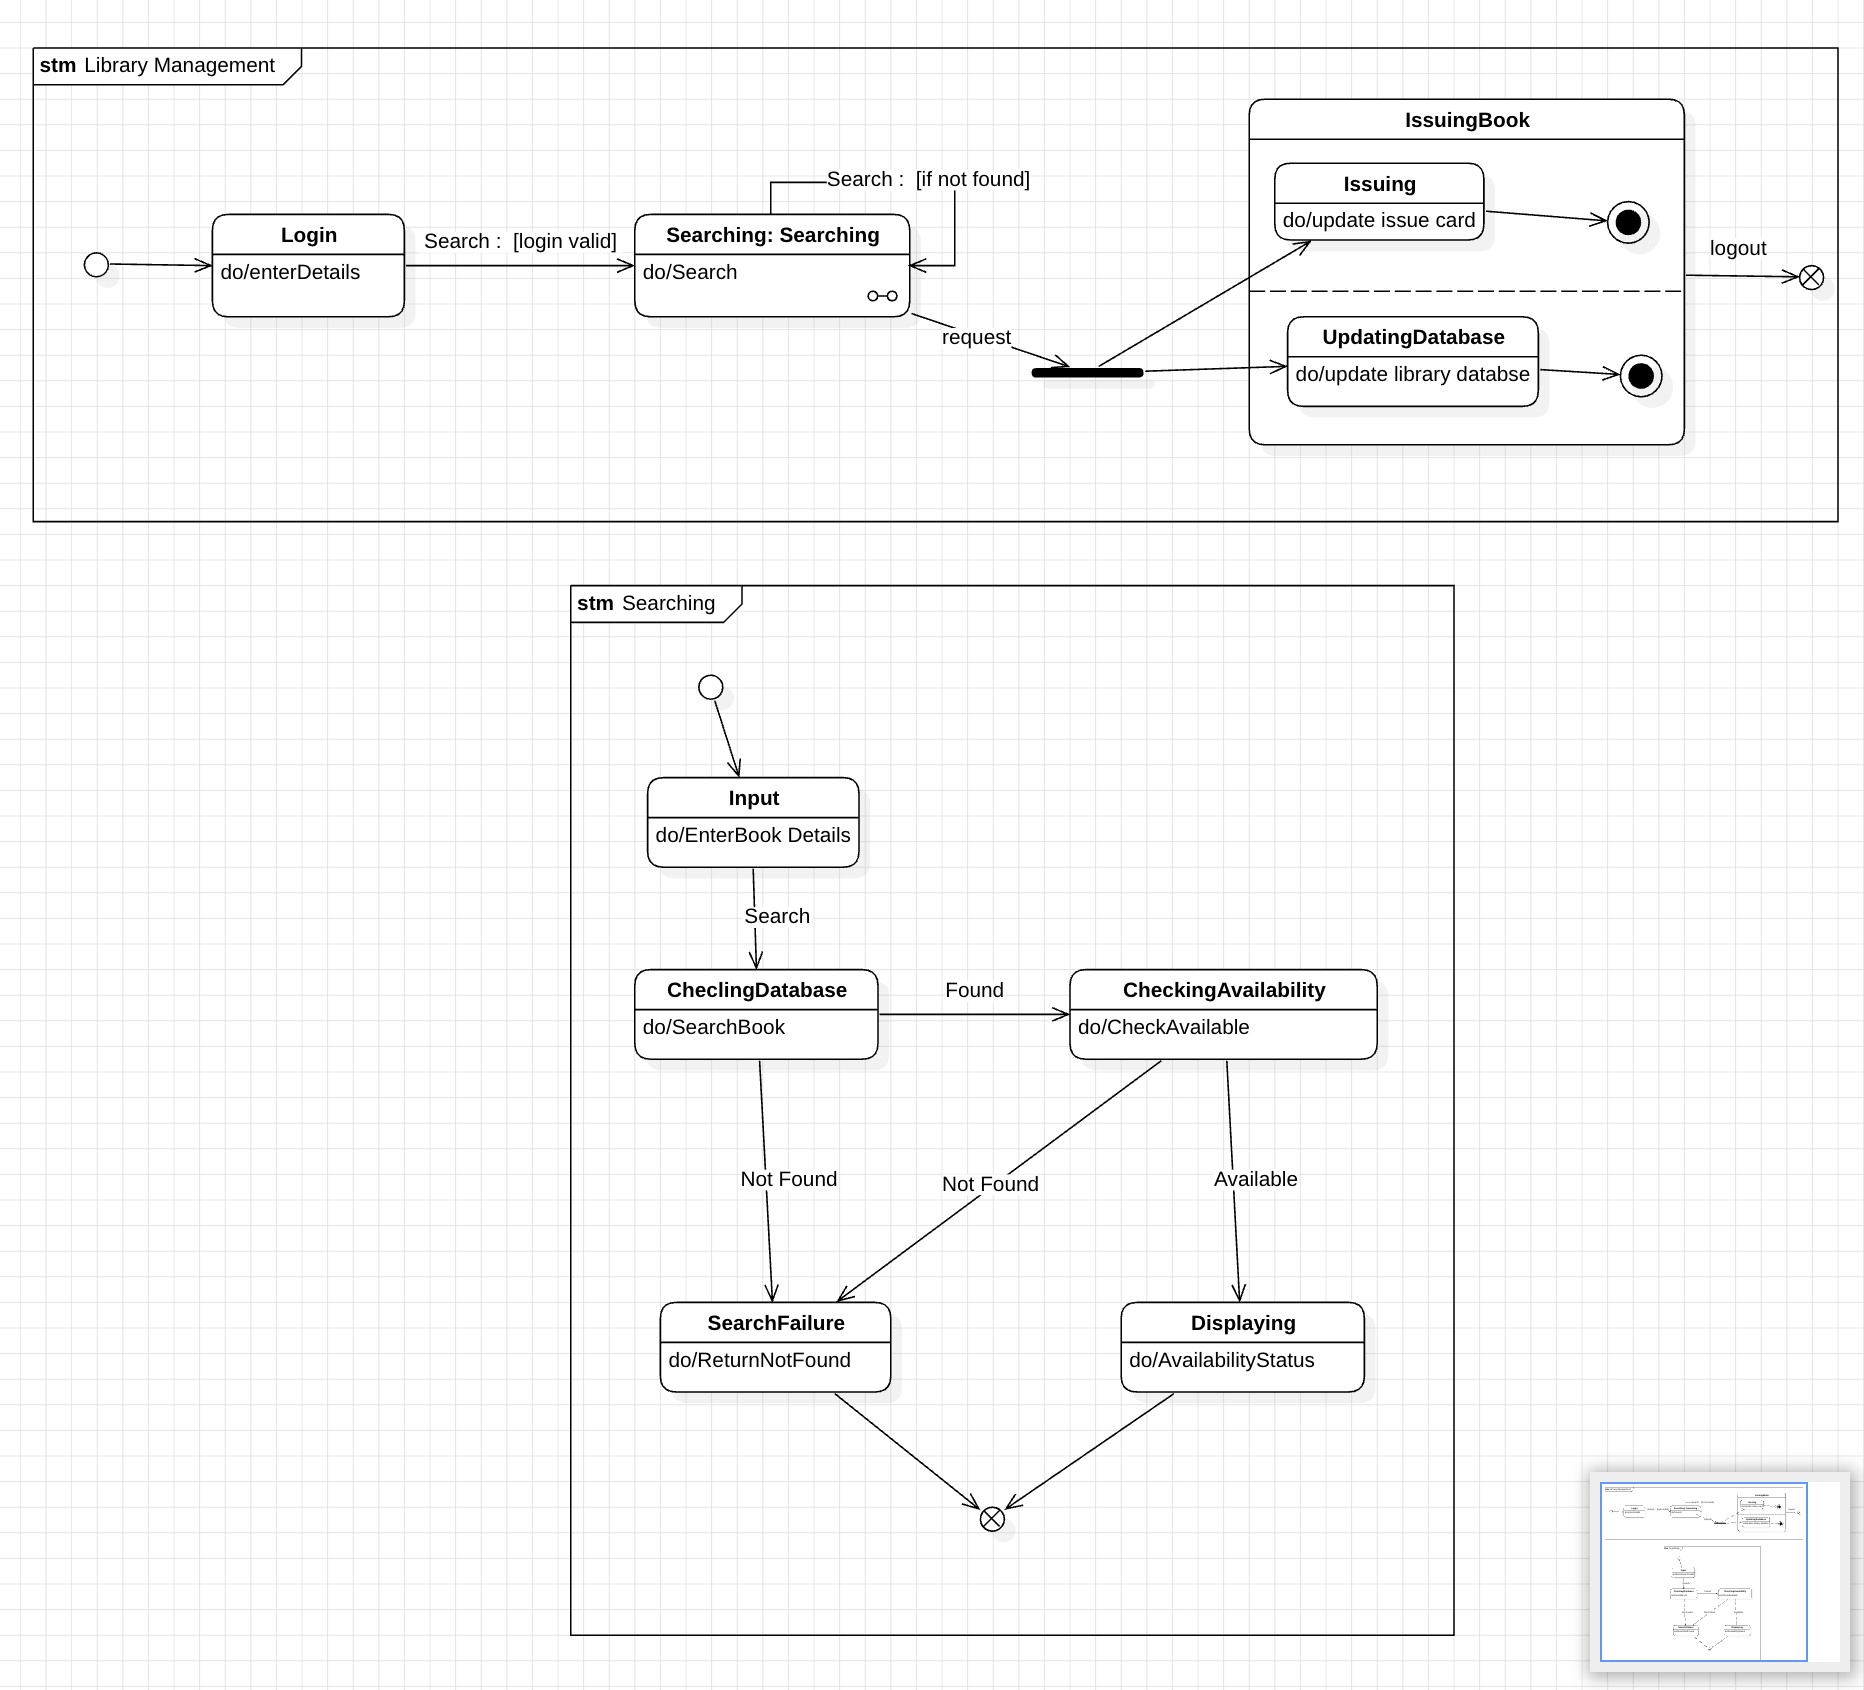 stm Library Management
IssuingBook
Search :  [if not found]
Issuing
do/update issue card
Login
do/enterDetails
Search :  [login valid]
Searching: Searching
do/Search
logout
request
UpdatingDatabase
do/update library databse
stm Searching
Input
do/EnterBook Details
Search
CheclingDatabase
do/SearchBook
Found
CheckingAvailability
do/CheckAvailable
Not Found
Not Found
Available
SearchFailure
do/ReturnNotFound
Displaying
do/AvailabilityStatus